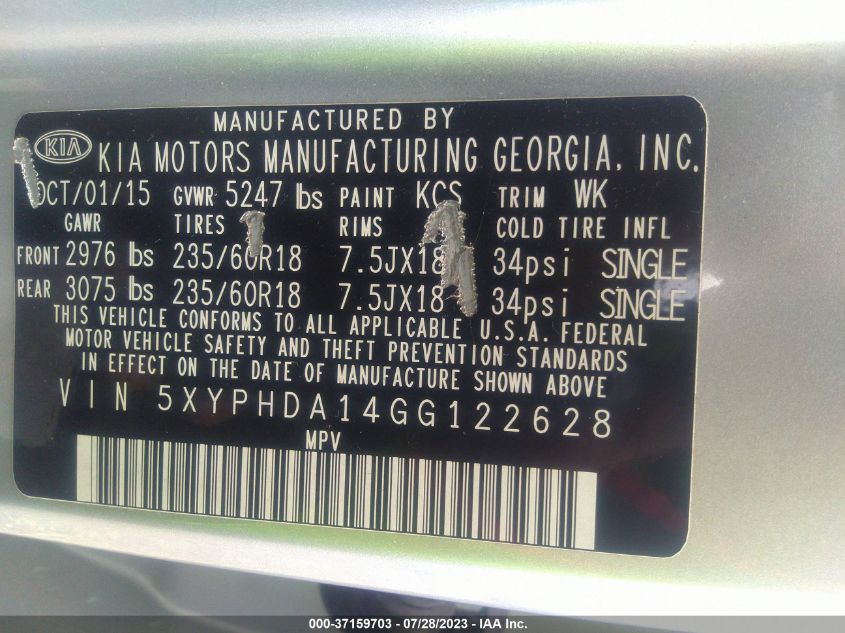 MANUFACTURED BY
KIA KIA MOTORS MANUFACTURING GEORGIA, INC.
OCT/01/15 GVWR 5247 lbs PAINT KCS TRIM WK
GAWR TIRES RIMS COLD TIRE INFL
FRONT 2976 lbs 235/60R18 7.5JX18 34psi SINGLE
REAR 3075 lbs 235/60R18 7.5JX18 34psi SINGLE
THIS VEHICLE CONFORMS TO ALL APPLICABLE U.S.A. FEDERAL
MOTOR VEHICLE SAFETY AND THEFT PREVENTION STANDARDS
IN EFFECT ON THE DATE OF MANUFACTURE SHOWN ABOVE
VIN 5XYPHDA14GG122628
MPV
000-37159703 - 07/28/2023 - IAA Inc.